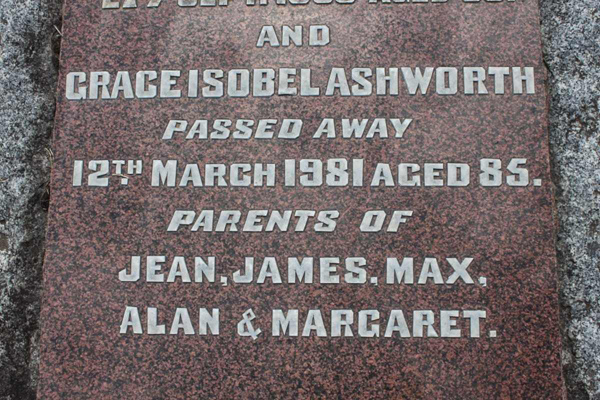 AND
GRACE ISOBEL ASHWORTH
PASSED AWAY
12TH MARCH 1981 AGED 85.
PARENTS OF
JEAN, JAMES, MAX,
ALAN & MARGARET.